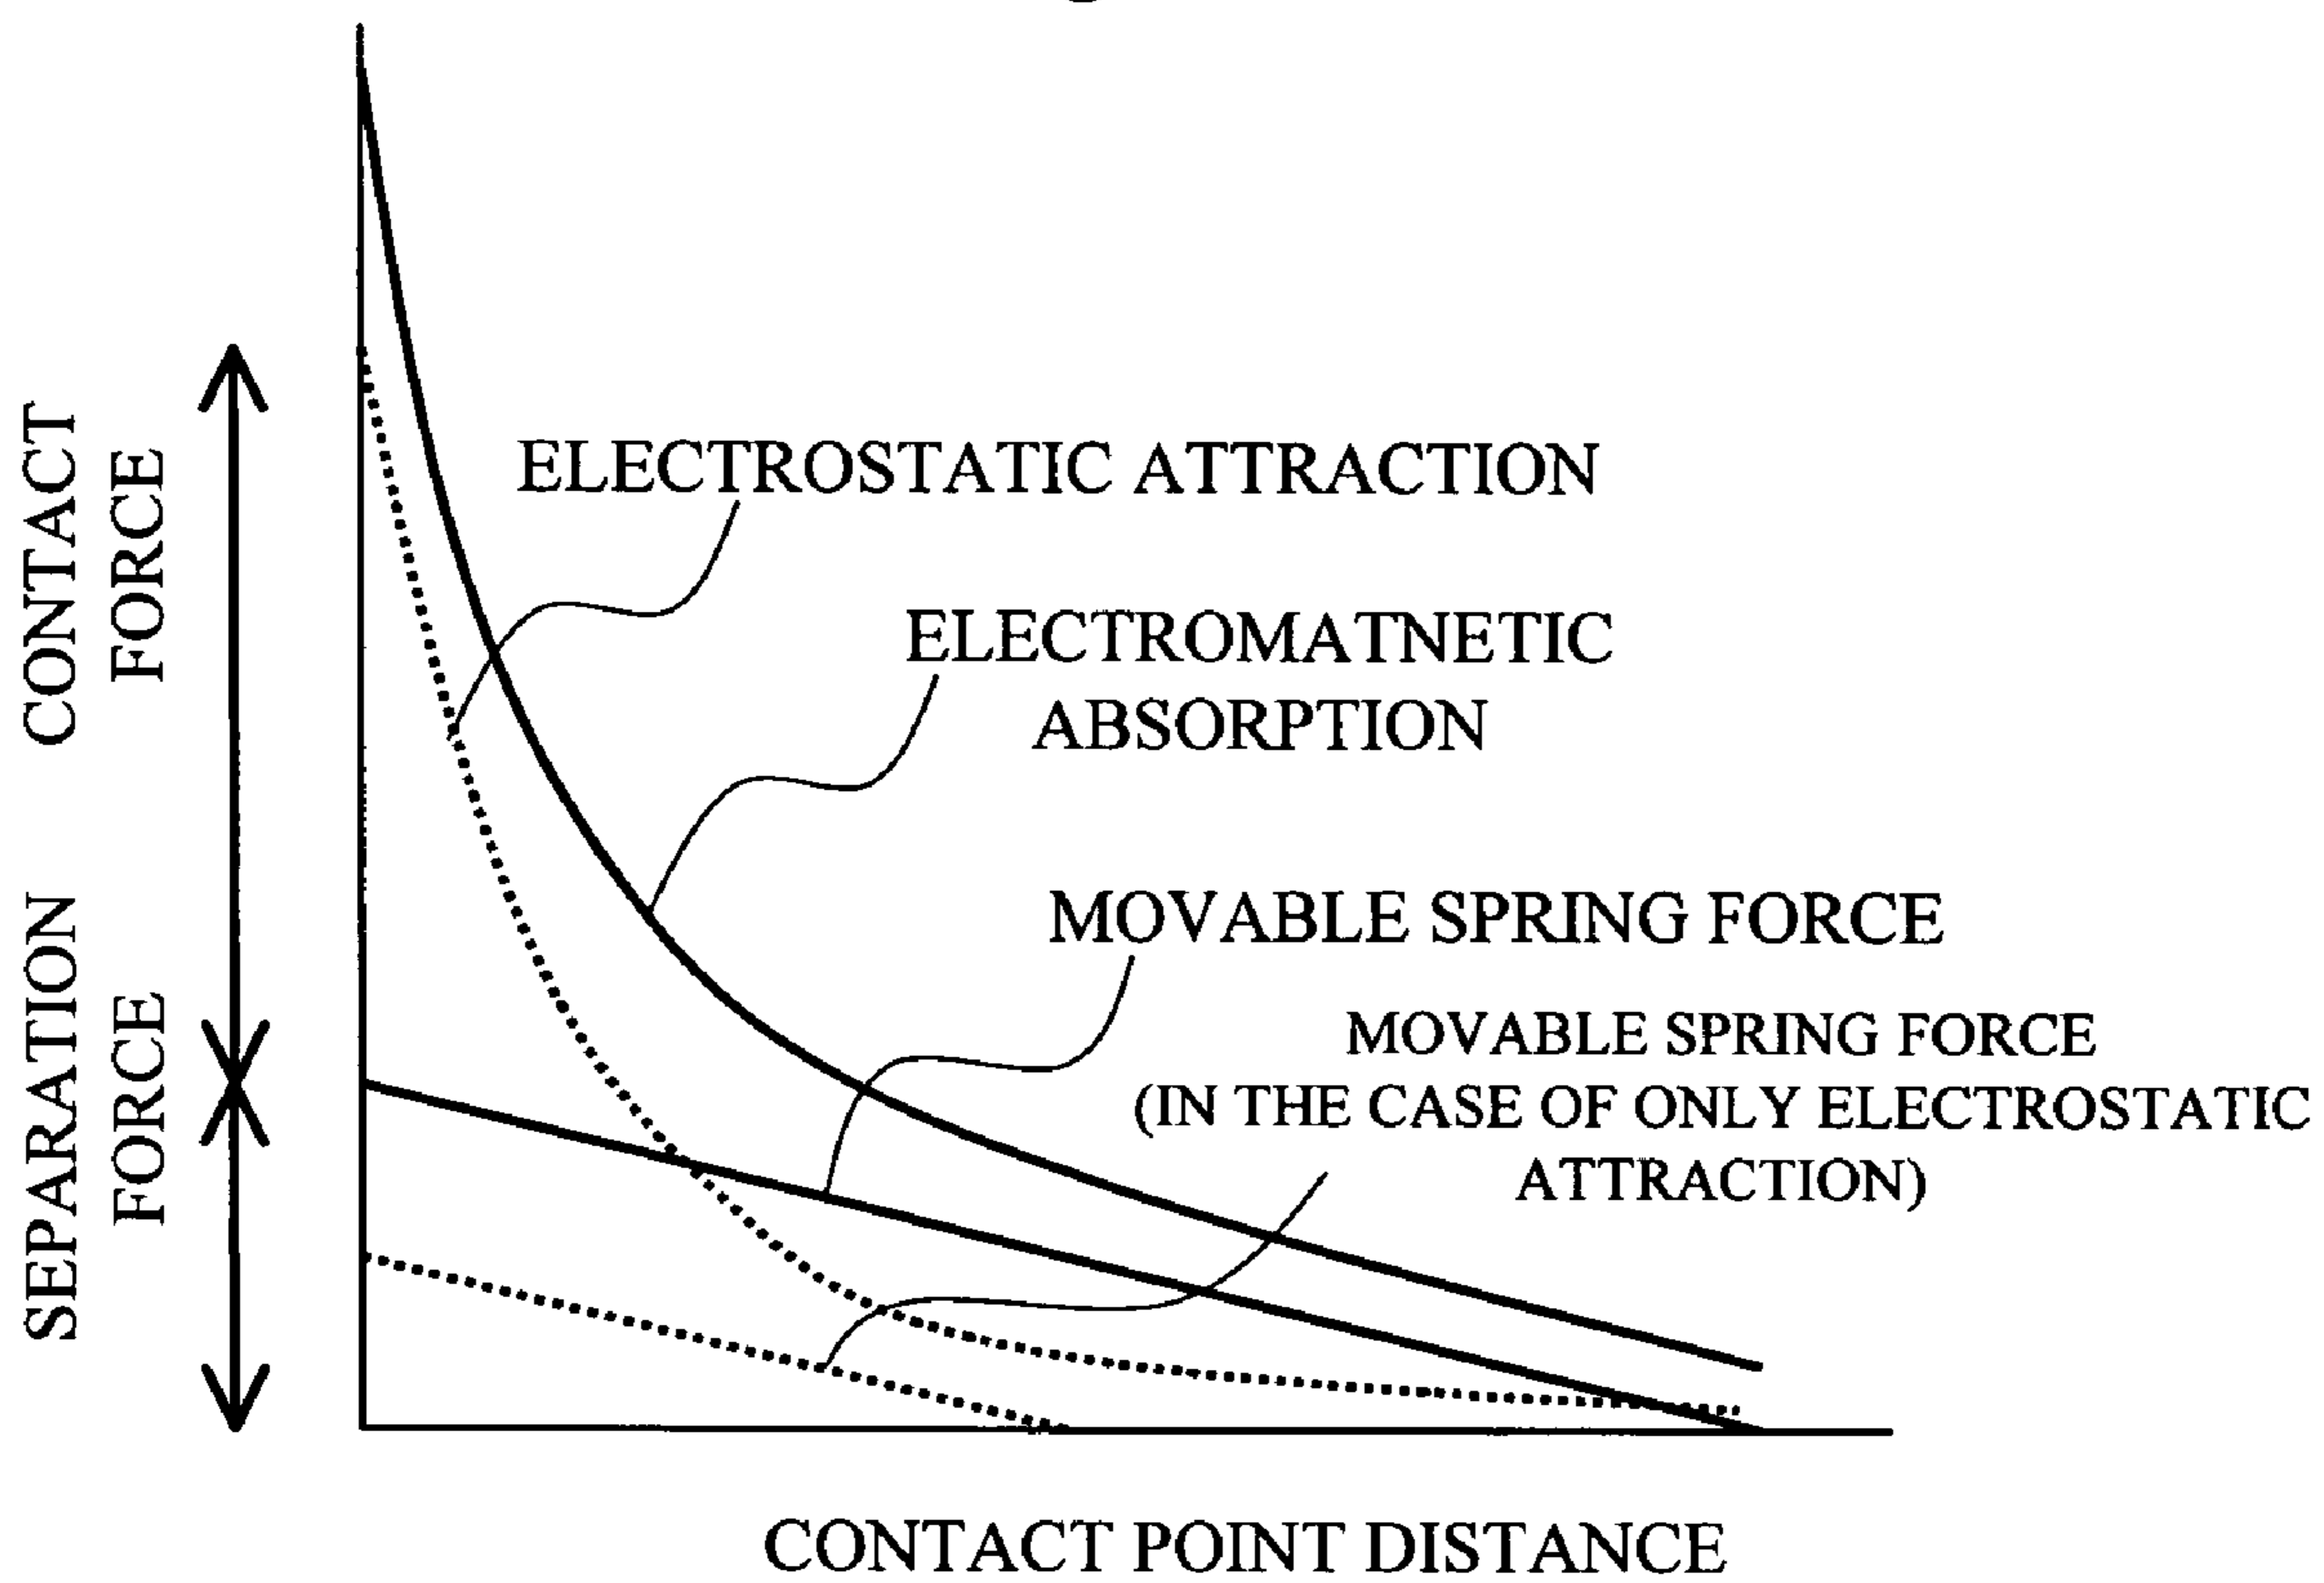 CONTACT
FORCE
SEPARATION
FORCE
ELECTROSTATIC ATTRACTION
ELECTROMATNETIC
ABSORPTION
MOVABLE SPRING FORCE
MOVABLE SPRING FORCE
(IN THE CASE OF ONLY ELECTROSTATIC
ATTRACTION)
CONTACT POINT DISTANCE